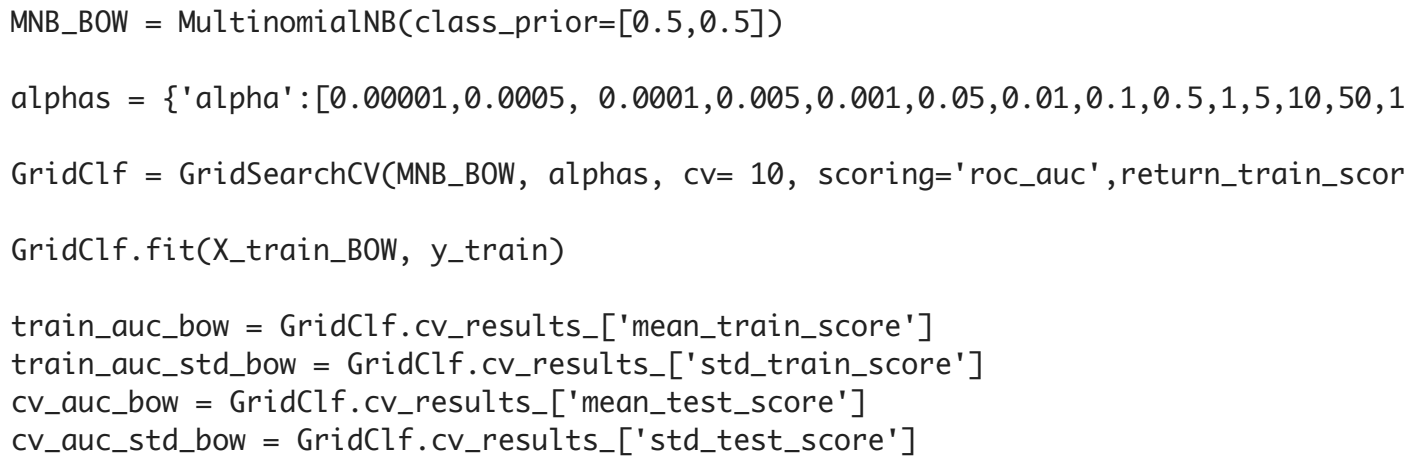 MNB_BOW = MultinomialNB(class_prior=[0.5,0.5])
alphas = {'alpha':[0.00001,0.0005, 0.0001,0.005,0.001,0.05,0.01,0.1,0.5,1,5,10,50,1
GridClf = GridSearchCV(MNB_BOW, alphas, cv= 10, scoring='roc_auc',return_train_scor
GridClf.fit(X_train_BOW, y_train)
train_auc_bow = GridClf.cv_results_['mean_train_score']
train_auc_std_bow = GridClf.cv_results_['std_train_score']
cv_auc_bow = GridClf.cv_results_['mean_test_score']
cv_auc_std_bow = GridClf.cv_results_['std_test_score']